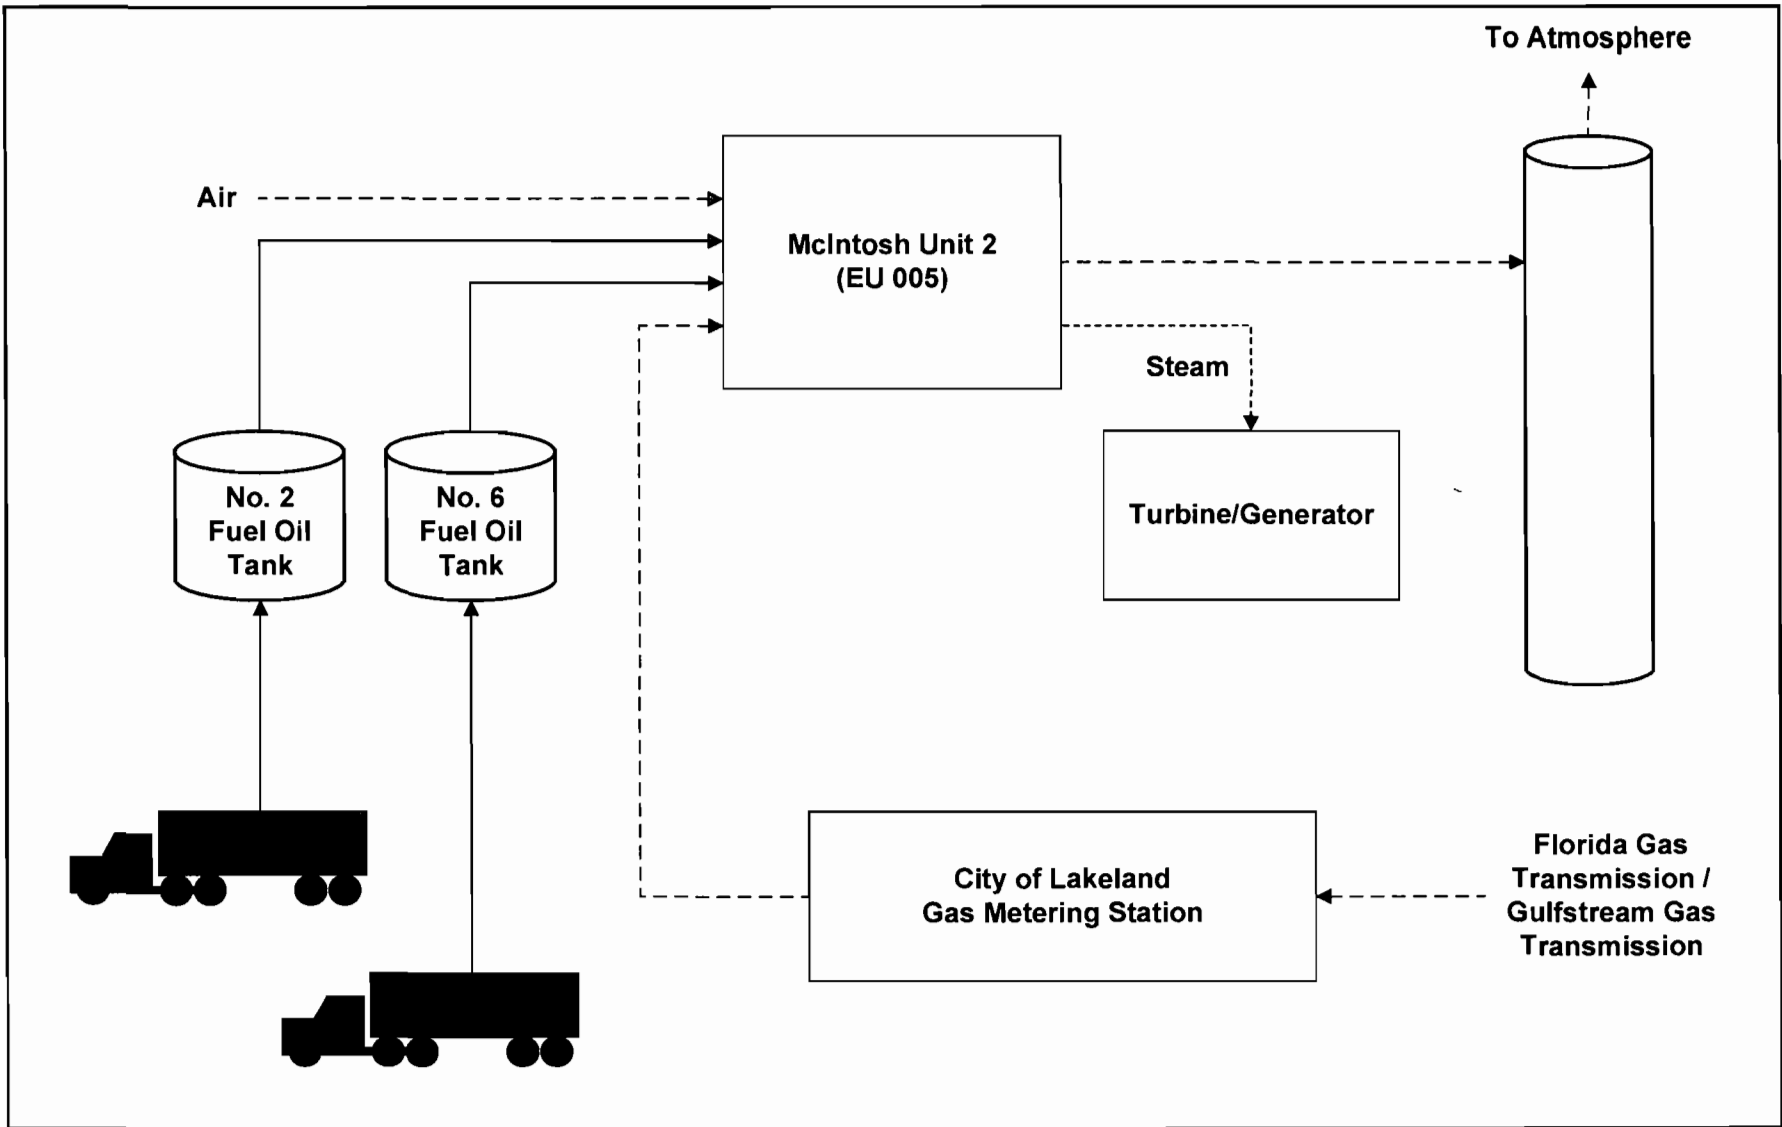 To Atmosphere
Air
McIntosh Unit 2
(EU 005)
Steam
No. 2
Fuel Oil
Tank
No. 6
Fuel Oil
Tank
Turbine/Generator
City of Lakeland
Gas Metering Station
Florida Gas
Transmission /
Gulfstream Gas
Transmission